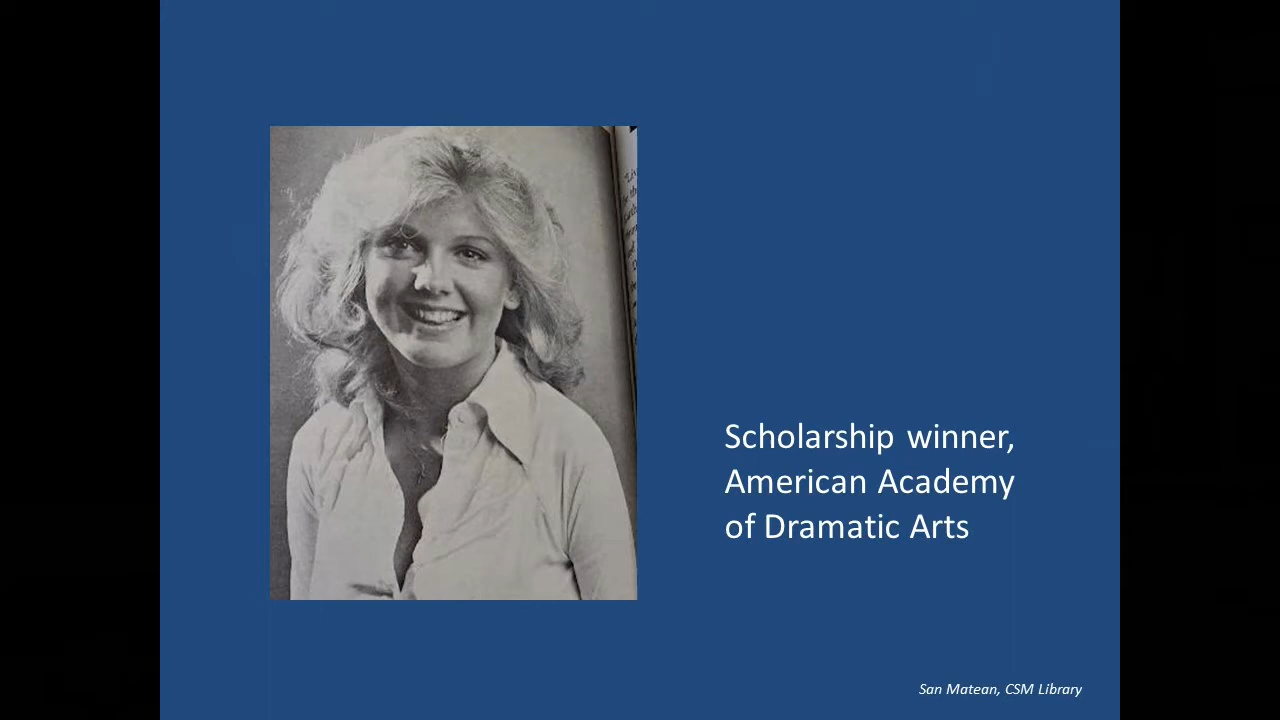 Scholarship winner,
American Academy
of Dramatic Arts
San Matean, CSM Library